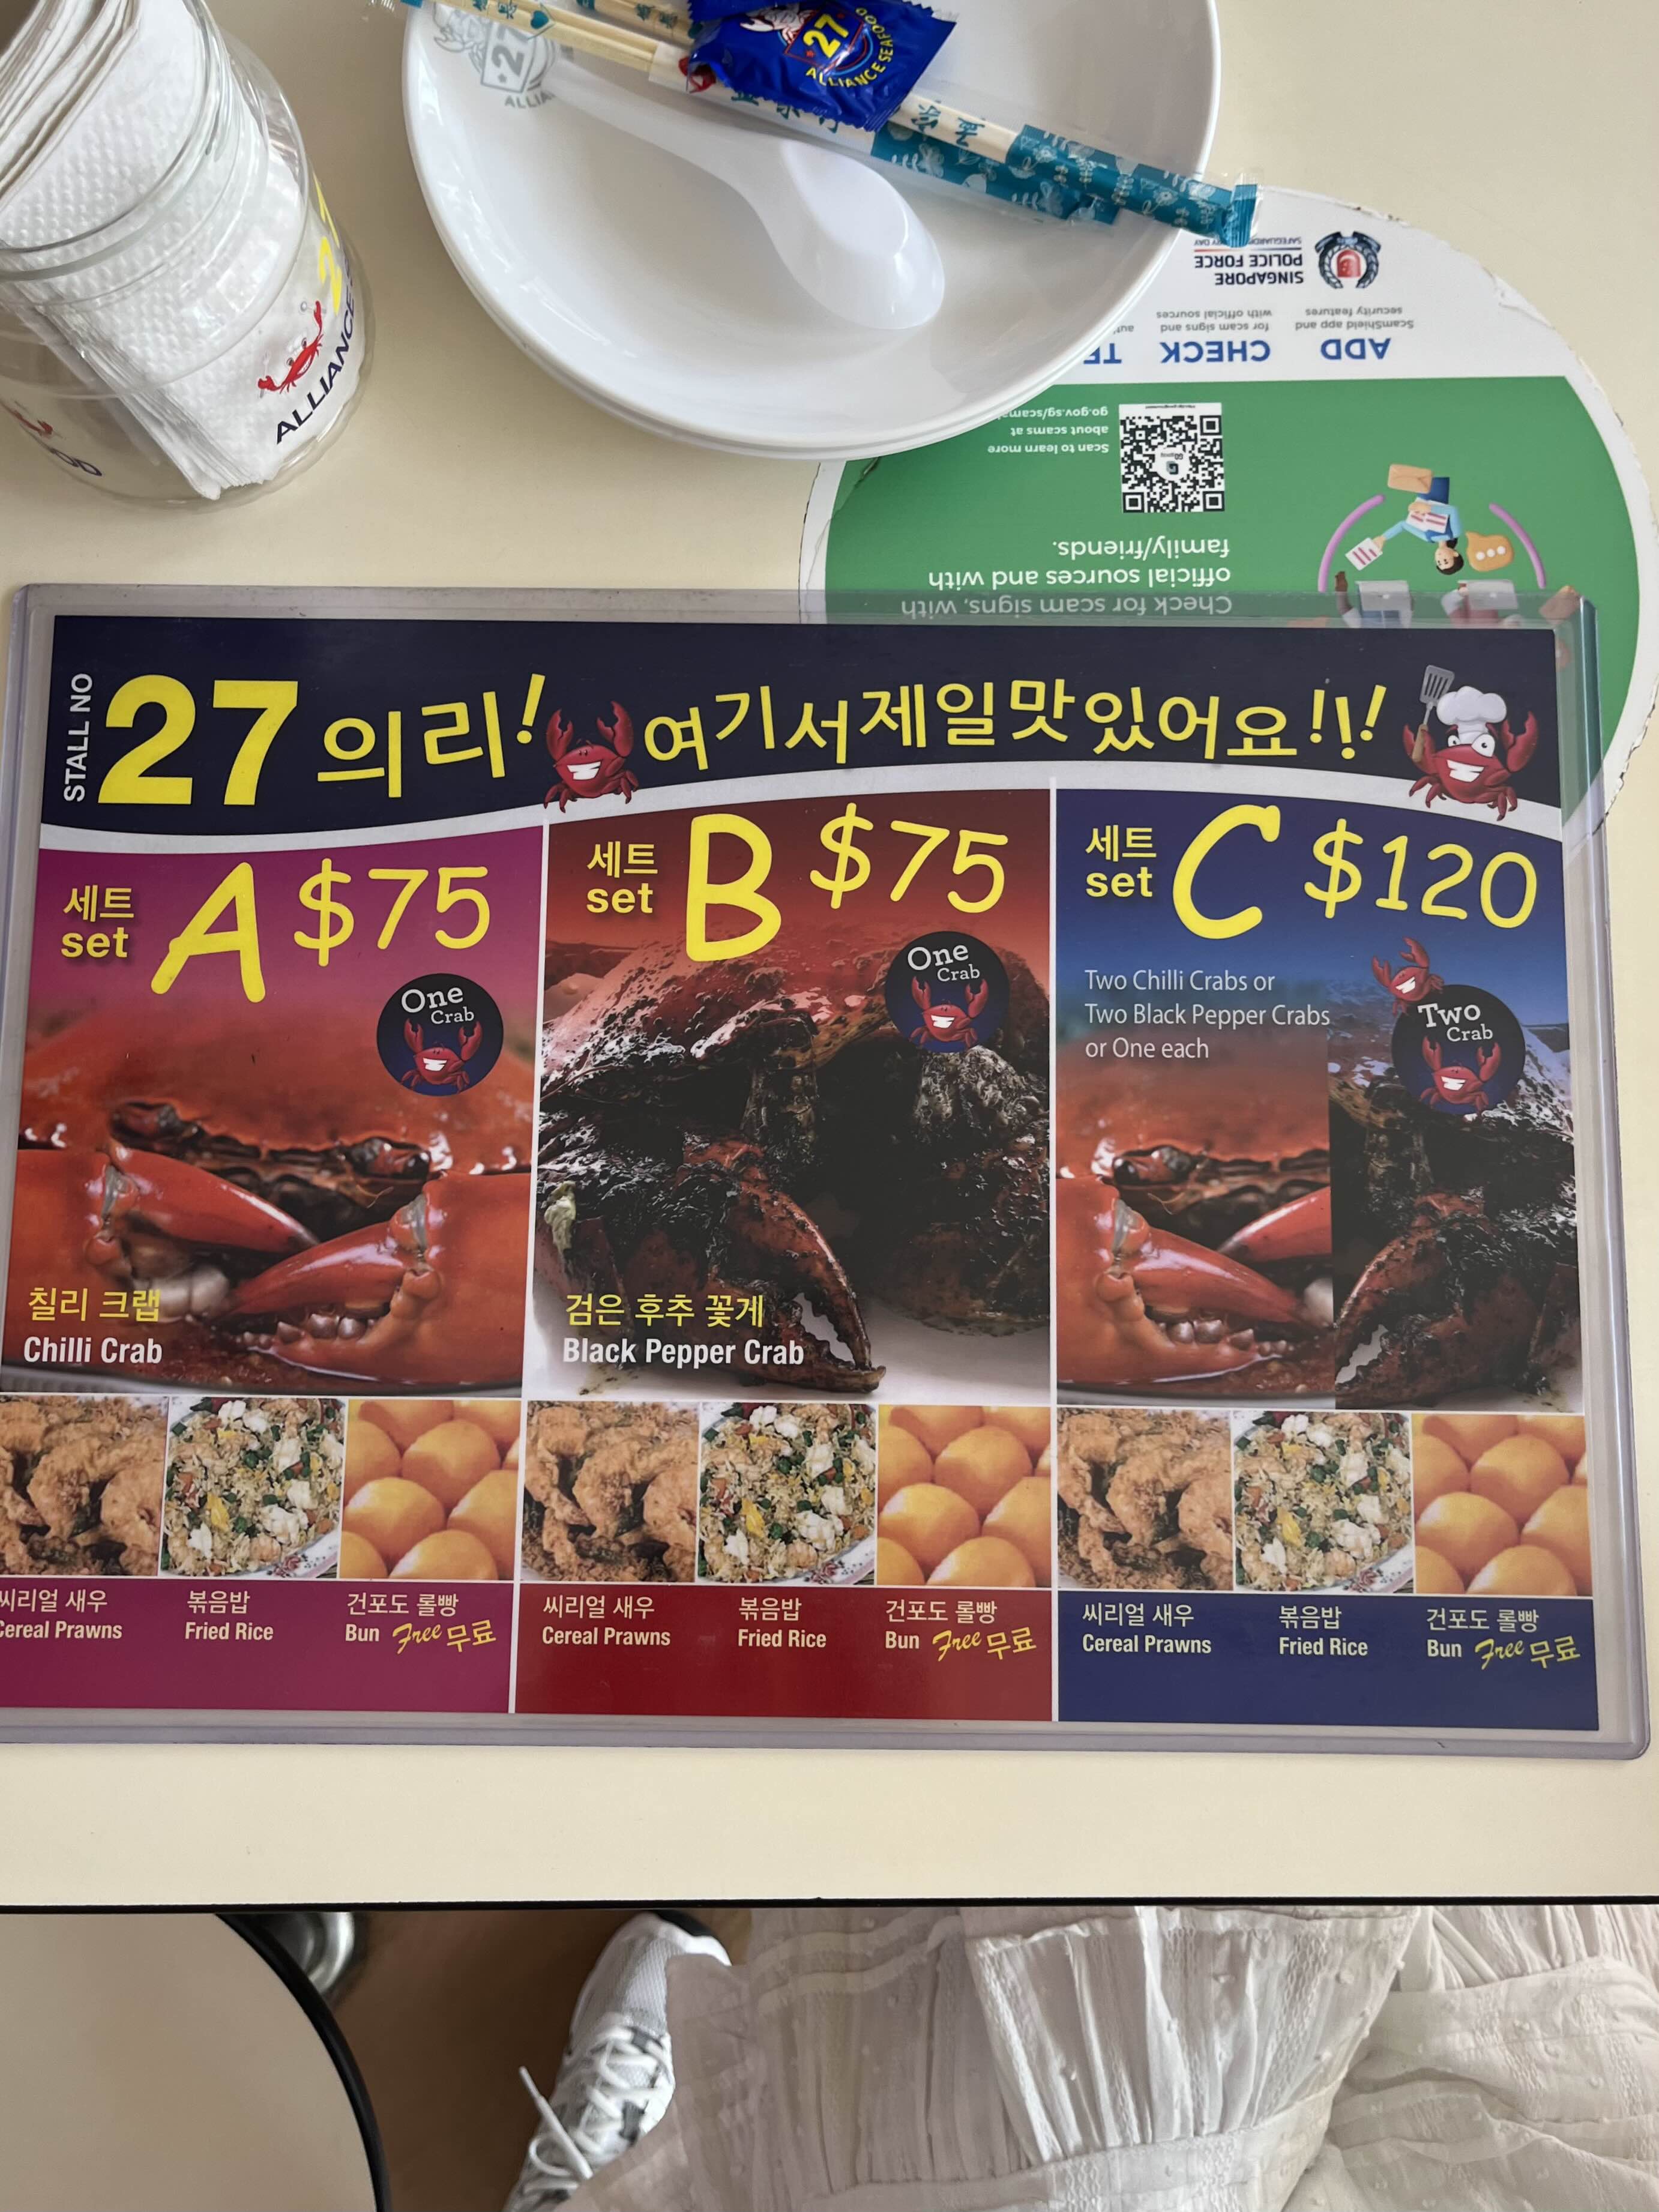 27
ALLIANCE SEAFOOD
27
27
ALLIANCE
SINGAPORE
POLICE FORCE
ADD
ScamShield app and
security features
CHECK
for scam signs and
with official sources
Scan to learn more
about scams at
Check for scam signs, with
official sources and with
family/friends.
STALL NO
27 의리! 여기서제일맛있어요!!!
세트
set
A $75
One
Crab
칠리 크랩
Chilli Crab
씨리얼 새우
Cereal Prawns
볶음밥
Fried Rice
건포도 롤빵
Bun Free 무료
세트
set
B $75
One
Crab
검은 후추 꽃게
Black Pepper Crab
씨리얼 새우
Cereal Prawns
볶음밥
Fried Rice
건포도 롤빵
Bun Free 무료
세트
set
C $120
Two Chilli Crabs or
Two Black Pepper Crabs
or One each
Two
Crab
씨리얼 새우
Cereal Prawns
볶음밥
Fried Rice
건포도 롤빵
Bun Free 무료